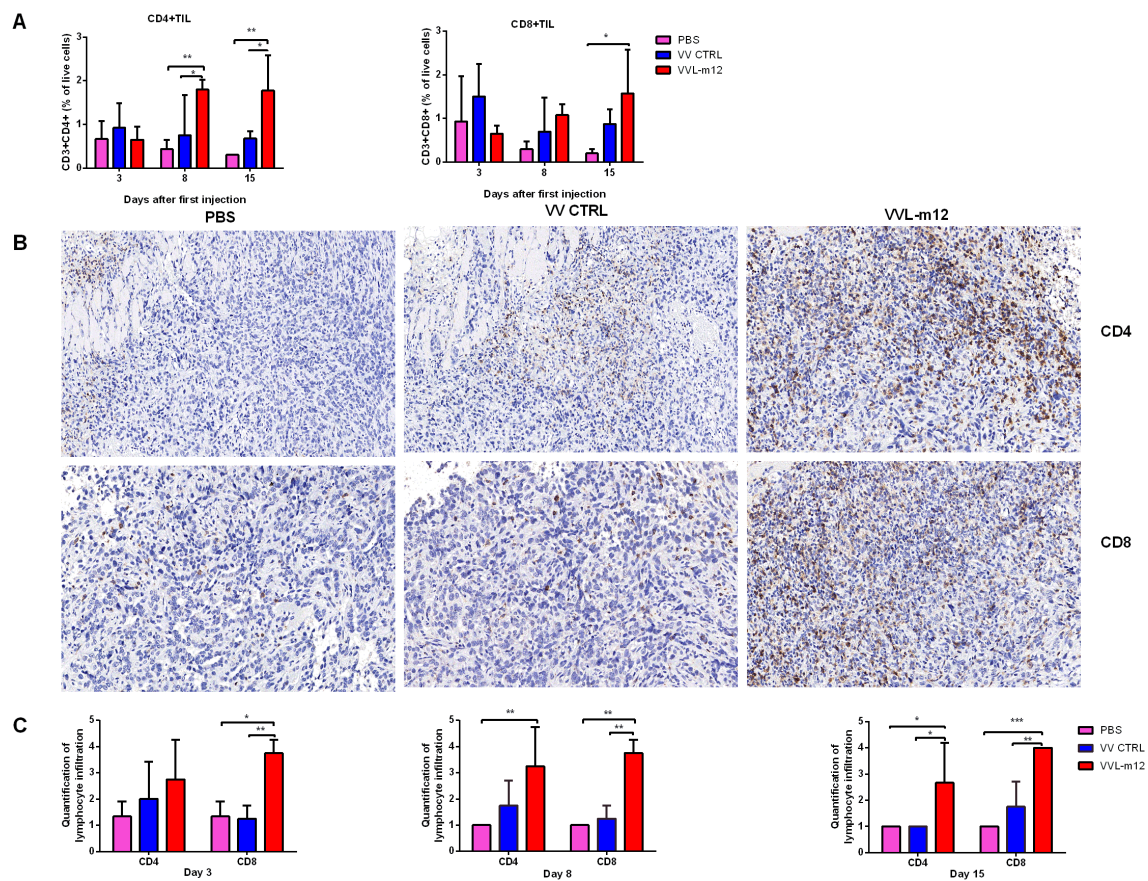 A
CD4+TIL
CD3+CD4+ (% of live cells)
3
2
1
0
3
8
15
**
*
**
*
Days after first injection
CD8+TIL
CD3+CD8+ (% of live cells)
3
2
1
0
3
8
15
*
Days after first injection
PBS
VV CTRL
VVL-m12
B
PBS
VV CTRL
VVL-m12
CD4
CD8
C
Quantification of
lymphocyte infiltration
5
4
3
2
1
0
*
**
CD4
CD8
Day 3
Quantification of
lymphocyte infiltration
5
4
3
2
1
0
**
**
**
CD4
CD8
Day 8
Quantification of
lymphocyte infiltration
5
4
3
2
1
0
*
*
***
**
CD4
CD8
Day 15
PBS
VV CTRL
VVL-m12